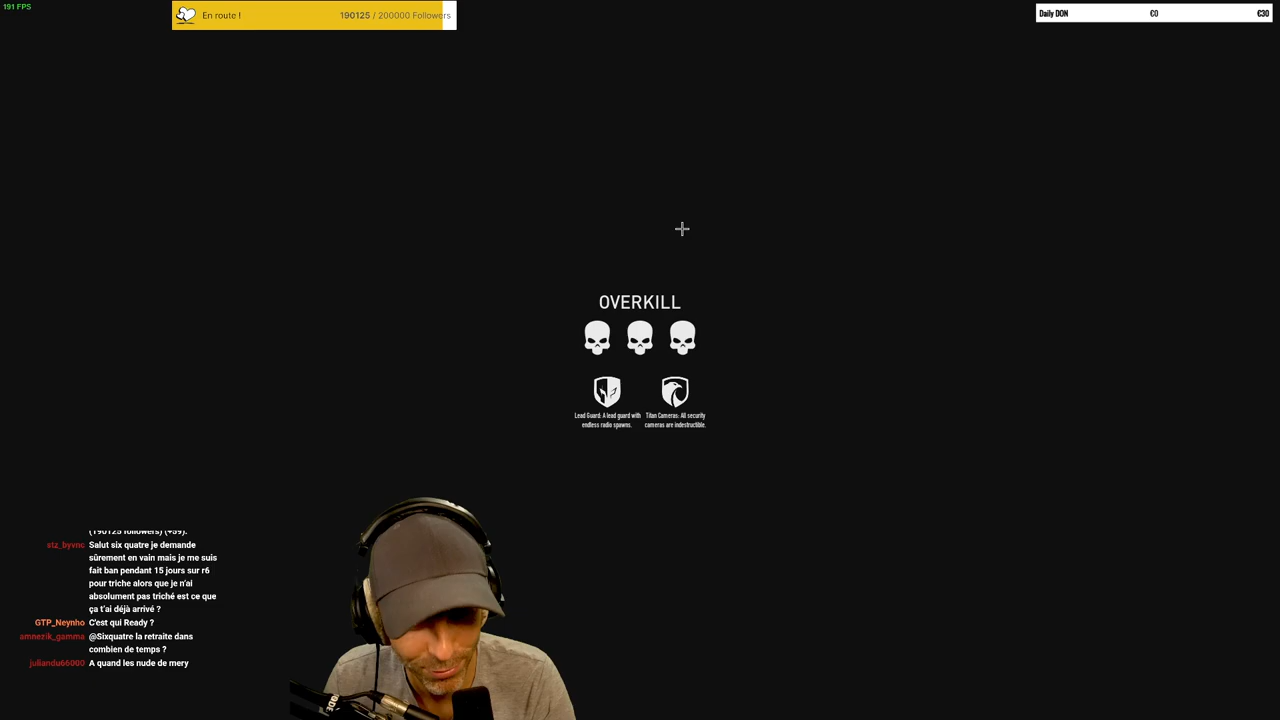 191 FPS
En route !
190125 / 200000 Followers
Daily DON
€0
€30
OVERKILL
Lead Guard: A lead guard with
endless radio spawns.
Titan Cameras: All security
cameras are indestructible.
(190125 followers) (+59).
stz_byvnc Salut six quatre je demande
sûrement en vain mais je me suis
fait ban pendant 15 jours sur r6
pour triche alors que je n'ai
absolument pas triché est ce que
ça t'ai déjà arrivé ?
GTP_Neynho C'est qui Ready ?
amnezik_gamma @Sixquatre la retraite dans
combien de temps ?
juliandu66000 A quand les nude de mery